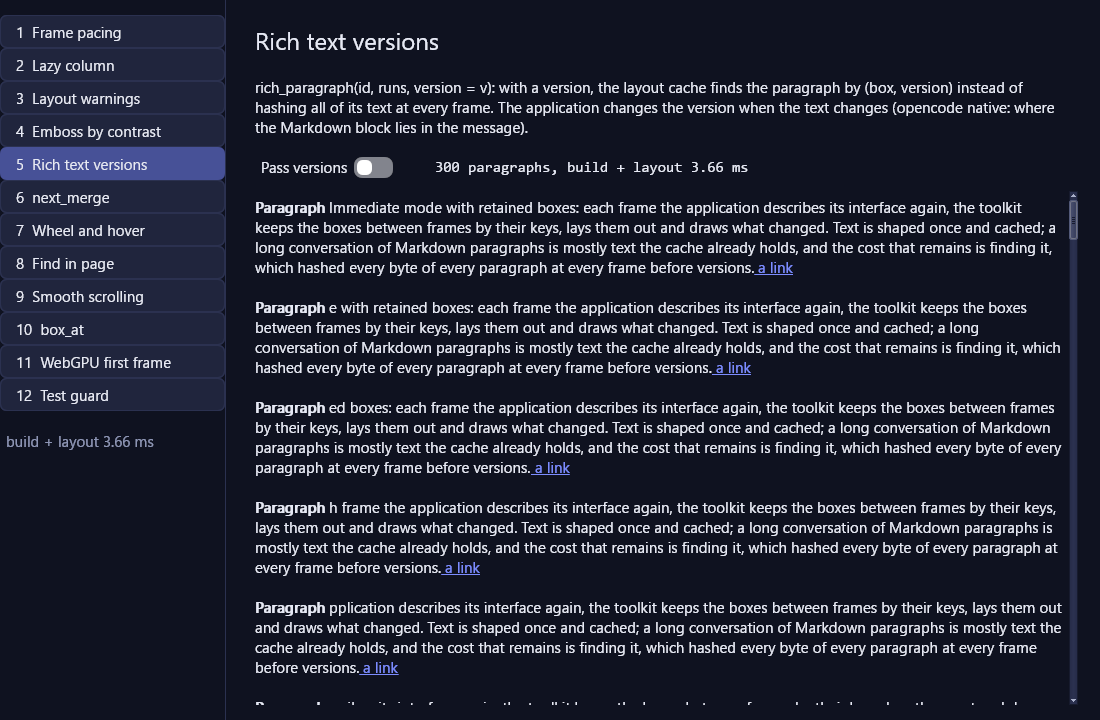 1 Frame pacing
2 Lazy column
3 Layout warnings
4 Emboss by contrast
5 Rich text versions
6 next_merge
7 Wheel and hover
8 Find in page
9 Smooth scrolling
10 box_at
11 WebGPU first frame
12 Test guard
build + layout 3.66 ms
Rich text versions
rich_paragraph(id, runs, version = v): with a version, the layout cache finds the paragraph by (box, version) instead of
hashing all of its text at every frame. The application changes the version when the text changes (opencode native: where
the Markdown block lies in the message).
Pass versions
300 paragraphs, build + layout 3.66 ms
Paragraph Immediate mode with retained boxes: each frame the application describes its interface again, the toolkit
keeps the boxes between frames by their keys, lays them out and draws what changed. Text is shaped once and cached; a
long conversation of Markdown paragraphs is mostly text the cache already holds, and the cost that remains is finding it,
which hashed every byte of every paragraph at every frame before versions. a link
Paragraph e with retained boxes: each frame the application describes its interface again, the toolkit keeps the boxes
between frames by their keys, lays them out and draws what changed. Text is shaped once and cached; a long
conversation of Markdown paragraphs is mostly text the cache already holds, and the cost that remains is finding it, which
hashed every byte of every paragraph at every frame before versions. a link
Paragraph ed boxes: each frame the application describes its interface again, the toolkit keeps the boxes between frames
by their keys, lays them out and draws what changed. Text is shaped once and cached; a long conversation of Markdown
paragraphs is mostly text the cache already holds, and the cost that remains is finding it, which hashed every byte of every
paragraph at every frame before versions. a link
Paragraph h frame the application describes its interface again, the toolkit keeps the boxes between frames by their keys,
lays them out and draws what changed. Text is shaped once and cached; a long conversation of Markdown paragraphs is
mostly text the cache already holds, and the cost that remains is finding it, which hashed every byte of every paragraph at
every frame before versions. a link
Paragraph pplication describes its interface again, the toolkit keeps the boxes between frames by their keys, lays them out
and draws what changed. Text is shaped once and cached; a long conversation of Markdown paragraphs is mostly text the
cache already holds, and the cost that remains is finding it, which hashed every byte of every paragraph at every frame
before versions. a link